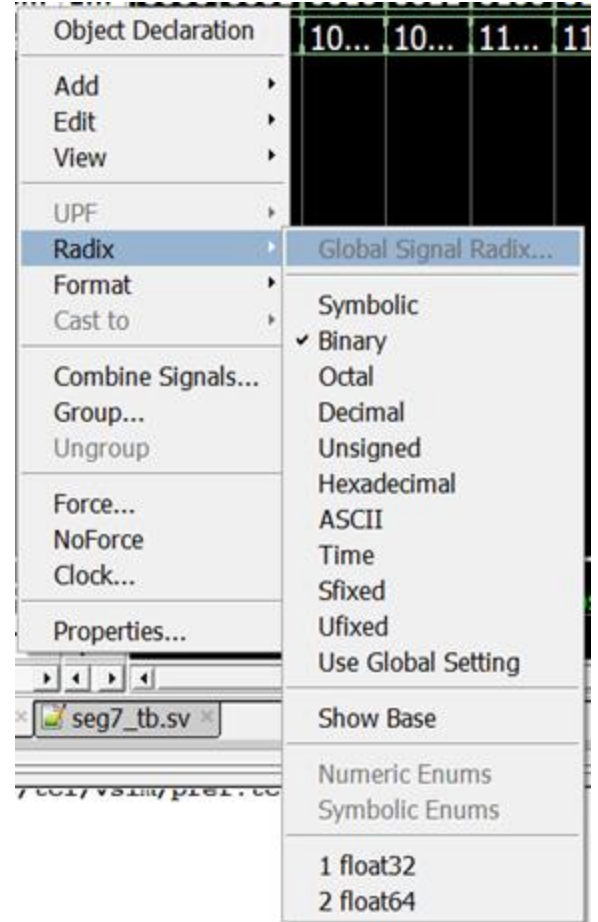 Object Declaration
10... 10... 11... 11
Add
Edit
View
UPF
Radix
Format
Cast to
Combine Signals...
Group...
Ungroup
Force...
NoForce
Clock...
Properties...
Global Signal Radix...
Symbolic
Binary
Octal
Decimal
Unsigned
Hexadecimal
ASCII
Time
Sfixed
Ufixed
Use Global Setting
Show Base
Numeric Enums
Symbolic Enums
1 float32
2 float64
seg7_tb.sv